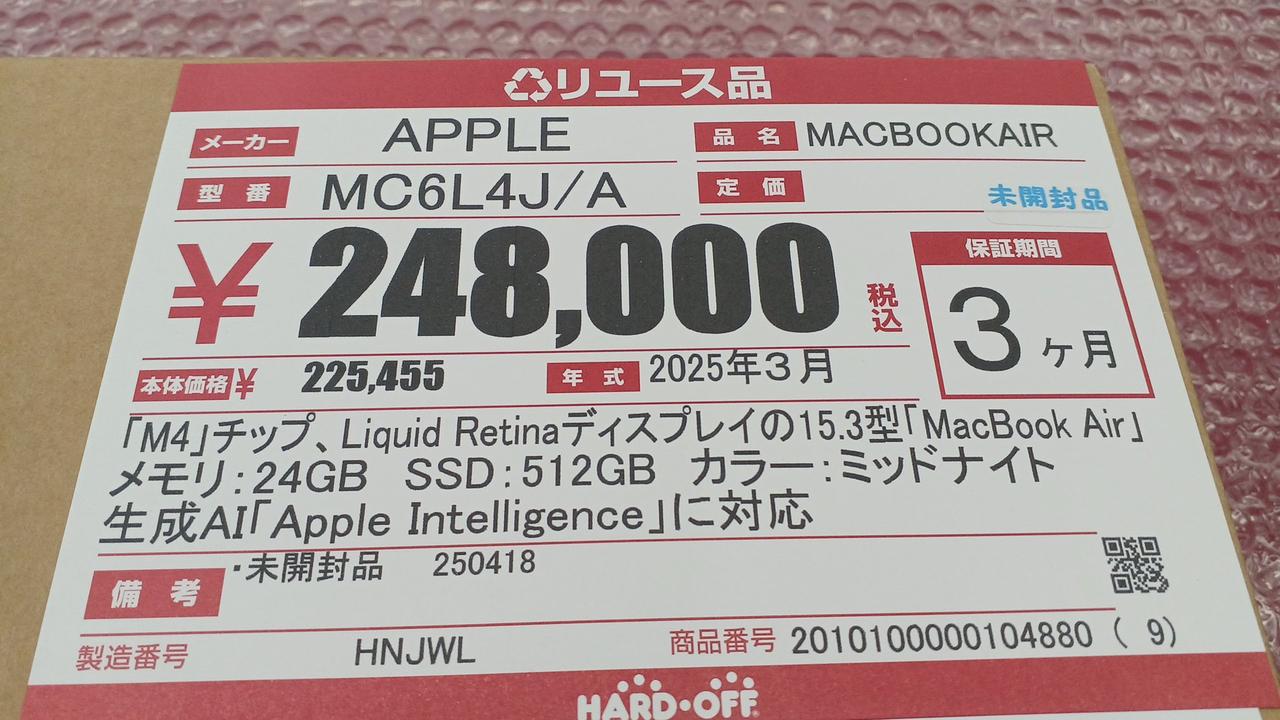 リユース品
メーカー APPLE 品名 MACBOOKAIR
型番 MC6L4J/A 定価 未開封品
¥248,000 税込
保証期間
3ヶ月
本体価格¥ 225,455 年式 2025年3月
「M4」チップ、Liquid Retinaディスプレイの15.3型「MacBook Air」
メモリ:24GB SSD:512GB カラー:ミッドナイト
生成AI「Apple Intelligence」に対応
備考 ・未開封品 250418
製造番号 HNJWL 商品番号 2010100000104880 ( 9)
HARD・OFF